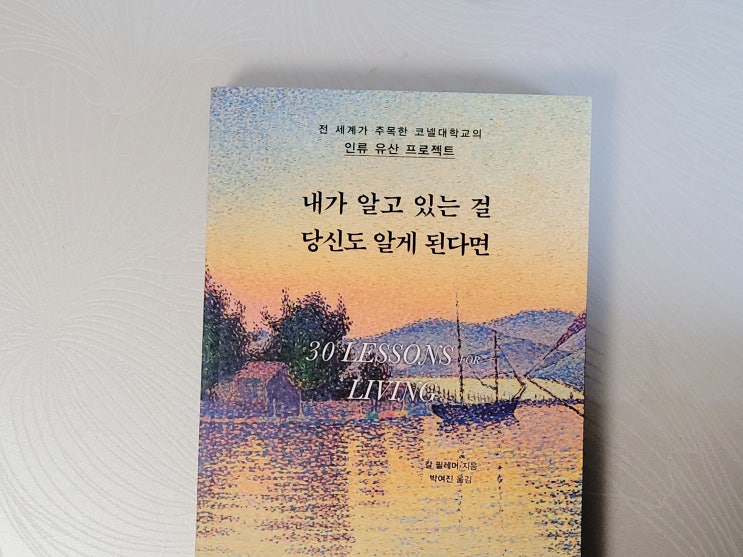 전 세계가 주목한 코넬대학교의
인류 유산 프로젝트
내가 알고 있는 걸
당신도 알게 된다면
30 LESSONS FOR
LIVING
칼 필레머 지음
박여진 옮김